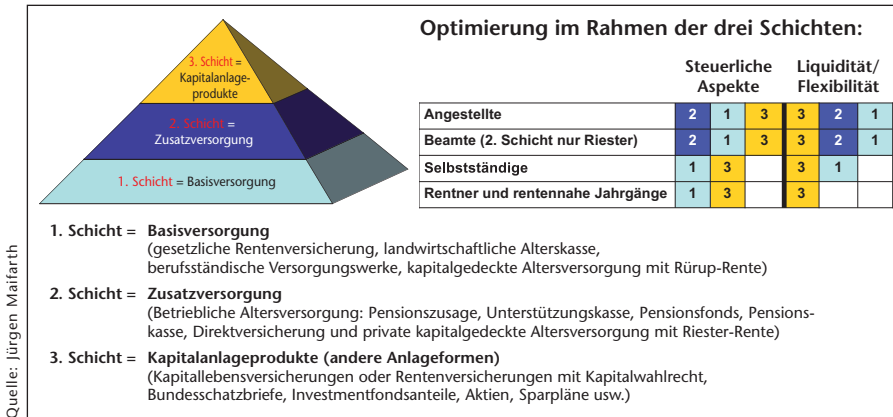 Optimierung im Rahmen der drei Schichten:
3. Schicht =
Kapitalanlage-
produkte
2. Schicht =
Zusatzversorgung
1. Schicht = Basisversorgung
Steuerliche Aspekte Liquidität/ Flexibilität
Angestellte 2 1 3 3 2 1
Beamte (2. Schicht nur Riester) 2 1 3 3 2 1
Selbstständige 1 3 3 1
Rentner und rentennahe Jahrgänge 1 3 3
1. Schicht = Basisversorgung
(gesetzliche Rentenversicherung, landwirtschaftliche Alterskasse,
berufsständische Versorgungswerke, kapitalgedeckte Altersversorgung mit Rürup-Rente)
2. Schicht = Zusatzversorgung
(Betriebliche Altersversorgung: Pensionszusage, Unterstützungskasse, Pensionsfonds, Pensions-
kasse, Direktversicherung und private kapitalgedeckte Altersversorgung mit Riester-Rente)
3. Schicht = Kapitalanlageprodukte (andere Anlageformen)
(Kapitallebensversicherungen oder Rentenversicherungen mit Kapitalwahlrecht,
Bundesschatzbriefe, Investmentfondsanteile, Aktien, Sparpläne usw.)
Quelle: Jürgen Maifarth